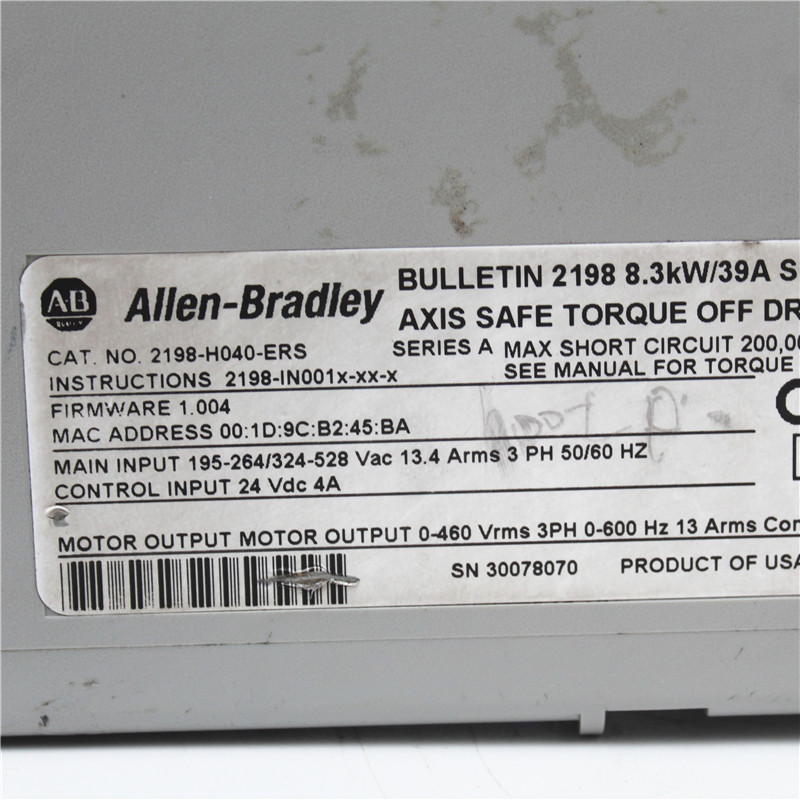 A·B
Allen-Bradley
BULLETIN 2198 8.3kW/39A S
AXIS SAFE TORQUE OFF DR
CAT. NO. 2198-H040-ERS
SERIES A MAX SHORT CIRCUIT 200,00
INSTRUCTIONS 2198-IN001x-xx-x
SEE MANUAL FOR TORQUE
FIRMWARE 1.004
MAC ADDRESS 00:1D:9C:B2:45:BA
MAIN INPUT 195-264/324-528 Vac 13.4 Arms 3 PH 50/60 HZ
CONTROL INPUT 24 Vdc 4A
MOTOR OUTPUT MOTOR OUTPUT 0-460 Vrms 3PH 0-600 Hz 13 Arms Con
SN 30078070 PRODUCT OF USA